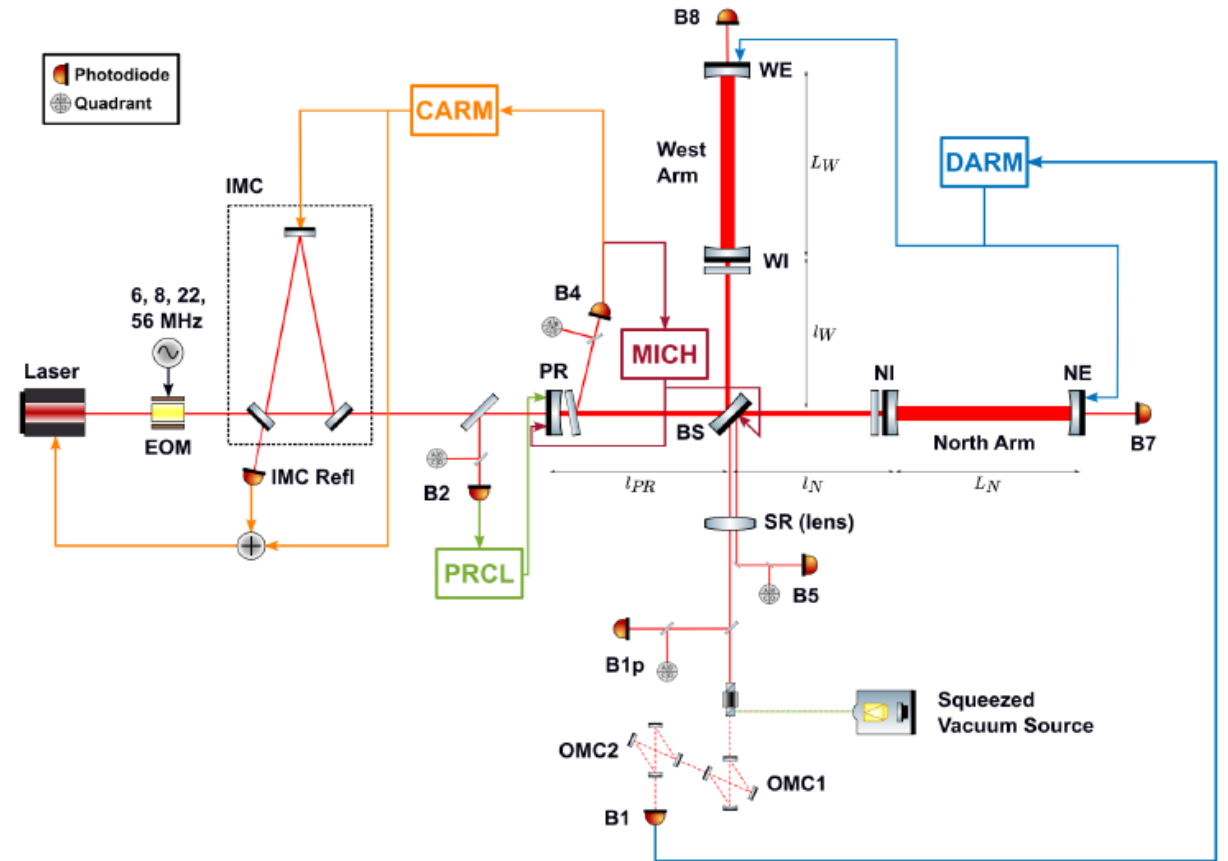 B8
Photodiode
Quadrant
WE
CARM
West
Arm
L_W
DARM
IMC
WI
6, 8, 22,
56 MHz
B4
l_W
MICH
Laser
PR
NI
NE
EOM
BS
North Arm
B7
IMC Refl
B2
l_PR
l_N
L_N
SR (lens)
PRCL
B5
B1p
Squeezed
Vacuum Source
OMC2
OMC1
B1